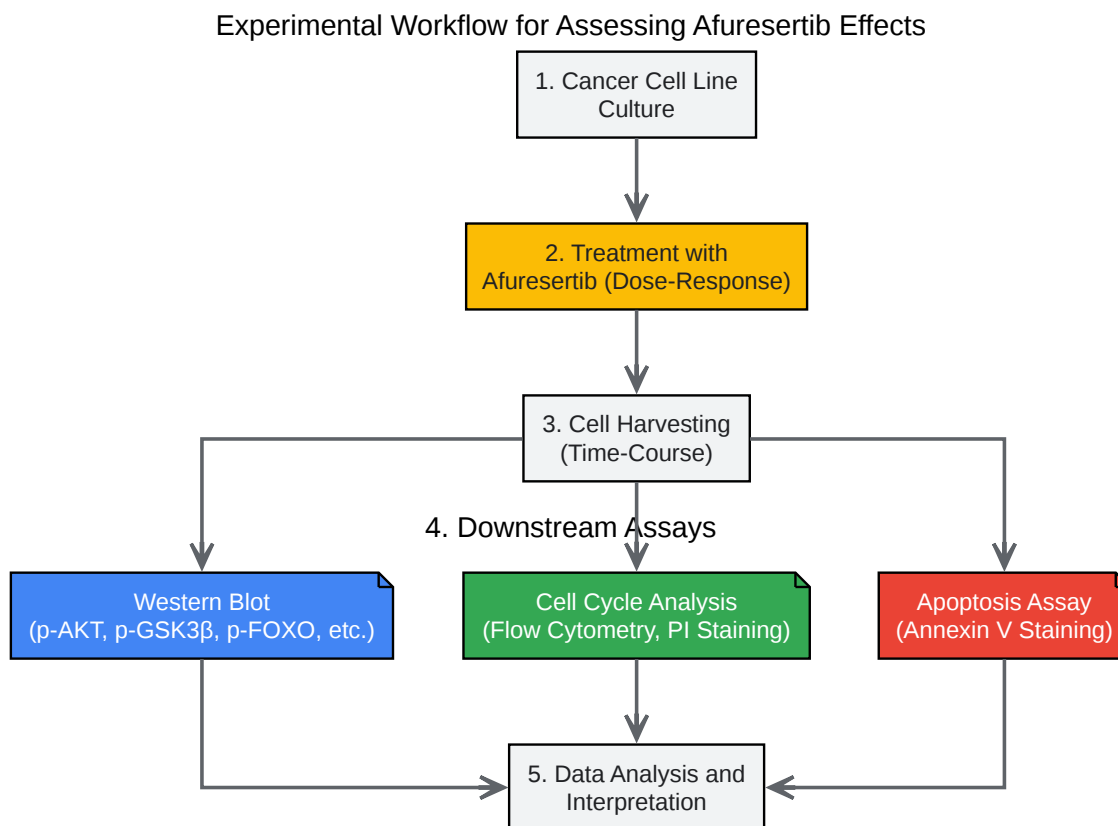 Experimental Workflow for Assessing Afuresertib Effects
1. Cancer Cell Line
Culture
2. Treatment with
Afuresertib (Dose-Response)
3. Cell Harvesting
(Time-Course)
4. Downstream Assays
Western Blot
(p-AKT, p-GSK3β, p-FOXO, etc.)
Cell Cycle Analysis
(Flow Cytometry, PI Staining)
Apoptosis Assay
(Annexin V Staining)
5. Data Analysis and
Interpretation